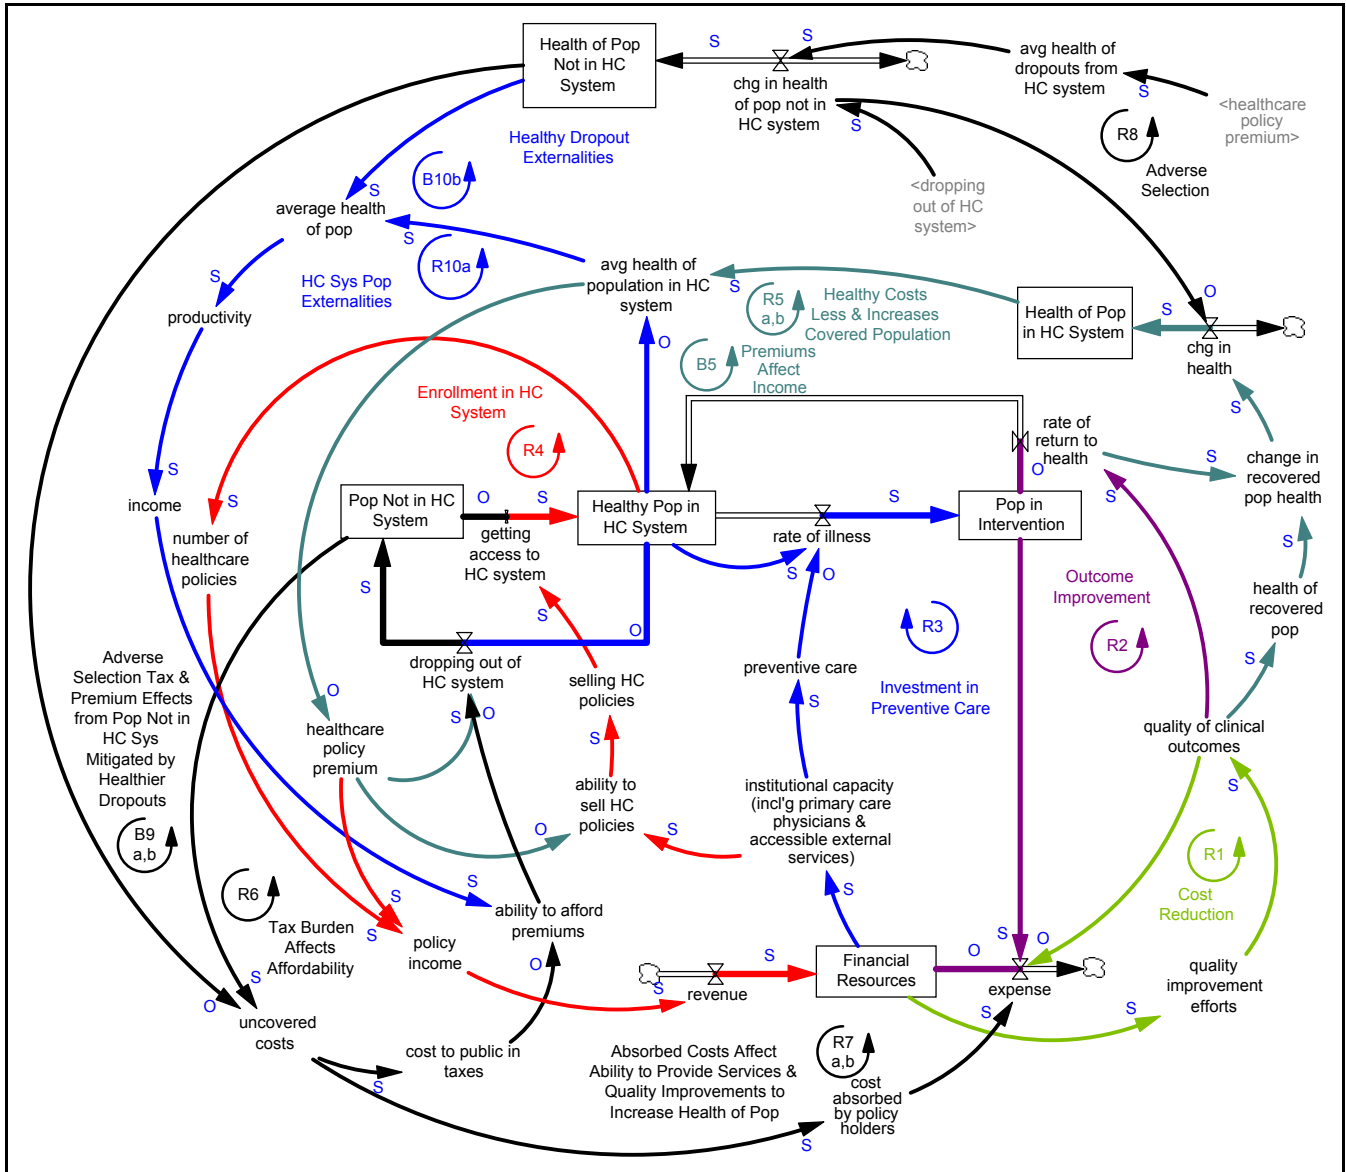 Health of Pop
Not in HC
System
S
S
chg in health
of pop not in
HC system
S
avg health of
dropouts from
HC system
S
<healthcare
policy
premium>
R8
Adverse
Selection
Healthy Dropout
Externalities
B10b
S
average health
of pop
S
<dropping
out of HC
system>
R10a
HC Sys Pop
Externalities
S
productivity
avg health of
population in HC
system
S
R5
a,b
Healthy Costs
Less & Increases
Covered Population
Health of Pop
in HC System
S
O
chg in
health
S
O
B5
Premiums
Affect
Income
Enrollment in HC
System
R4
S
income
S
number of
healthcare
policies
Pop Not in HC
System
O
S
getting
access to
HC system
S
Healthy Pop in
HC System
rate of illness
S
O
S
Pop in
Intervention
O
rate of
return to
health
S
S
change in
recovered
pop health
S
health of
recovered
pop
S
S
dropping out of
HC system
O
S
O
selling HC
policies
S
preventive care
S
R3
Investment in
Preventive Care
Outcome
Improvement
R2
quality of clinical
outcomes
S
Adverse
Selection Tax &
Premium Effects
from Pop Not in
HC Sys
Mitigated by
Healthier
Dropouts
B9
a,b
O
healthcare
policy
premium
ability to
sell HC
policies
O
S
institutional capacity
(incl'g primary care
physicians &
accessible external
services)
S
R1
Cost
Reduction
R6
Tax Burden
Affects
Affordability
S
S
S
ability to afford
premiums
O
policy
income
S
revenue
S
Financial
Resources
O
S
O
expense
S
S
quality
improvement
efforts
S
O
uncovered
costs
S
cost to public in
taxes
Absorbed Costs Affect
Ability to Provide Services &
Quality Improvements to
Increase Health of Pop
R7
a,b
cost
absorbed
by policy
holders
S